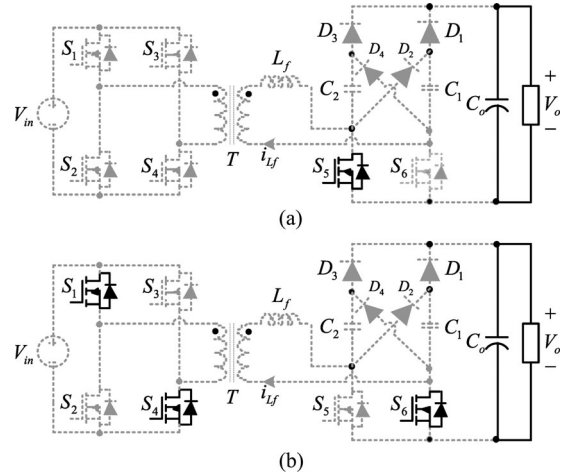 S1 S3 D3 D4 D2 D1
Lf
C2 C1
Vin Co Vo + −
S2 S4 T iLf S5 S6
(a)
S1 S3 D3 D4 D2 D1
Lf
C2 C1
Vin Co Vo + −
S2 S4 T iLf S5 S6
(b)